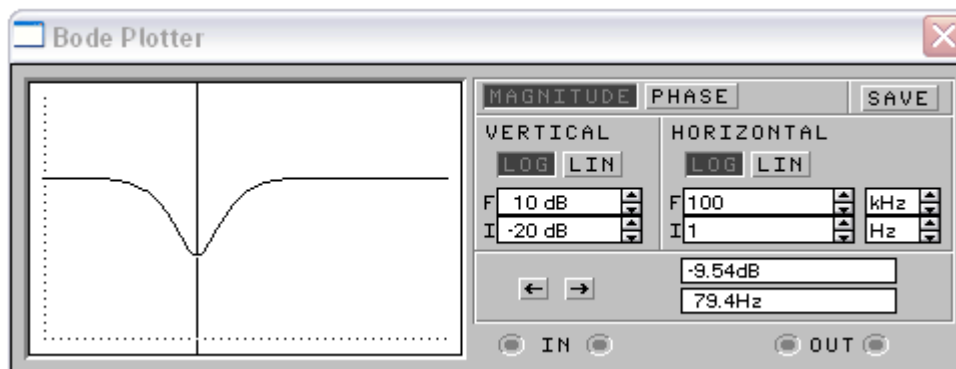 Bode Plotter
MAGNITUDE PHASE SAVE
VERTICAL HORIZONTAL
LOG LIN LOG LIN
F 10 dB F 100 kHz
I -20 dB I 1 Hz
← → -9.54dB
79.4Hz
IN OUT